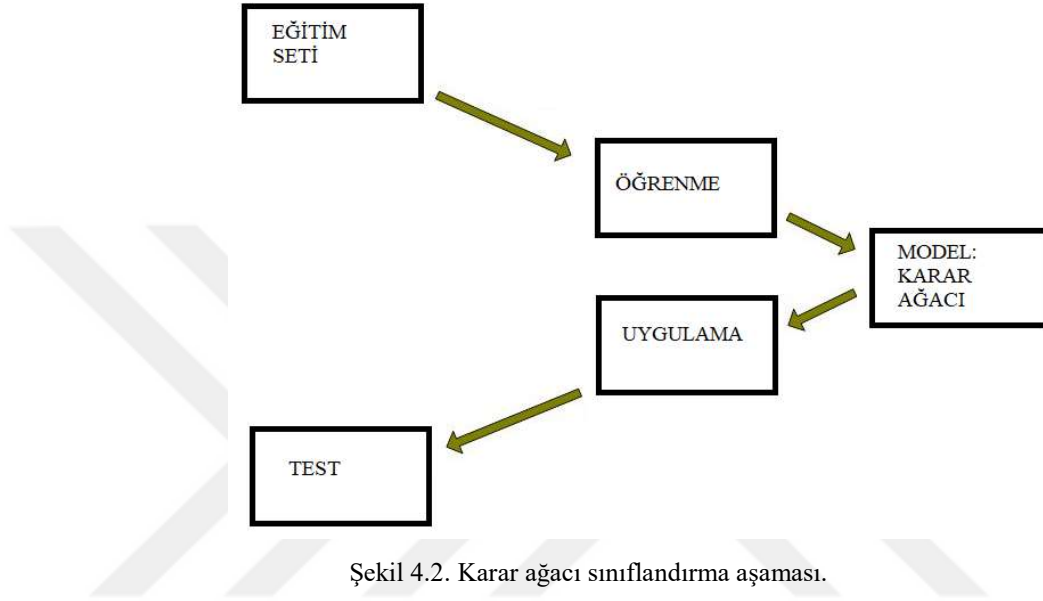 EĞİTİM
SETİ
ÖĞRENME
MODEL:
KARAR
AĞACI
UYGULAMA
TEST
Şekil 4.2. Karar ağacı sınıflandırma aşaması.